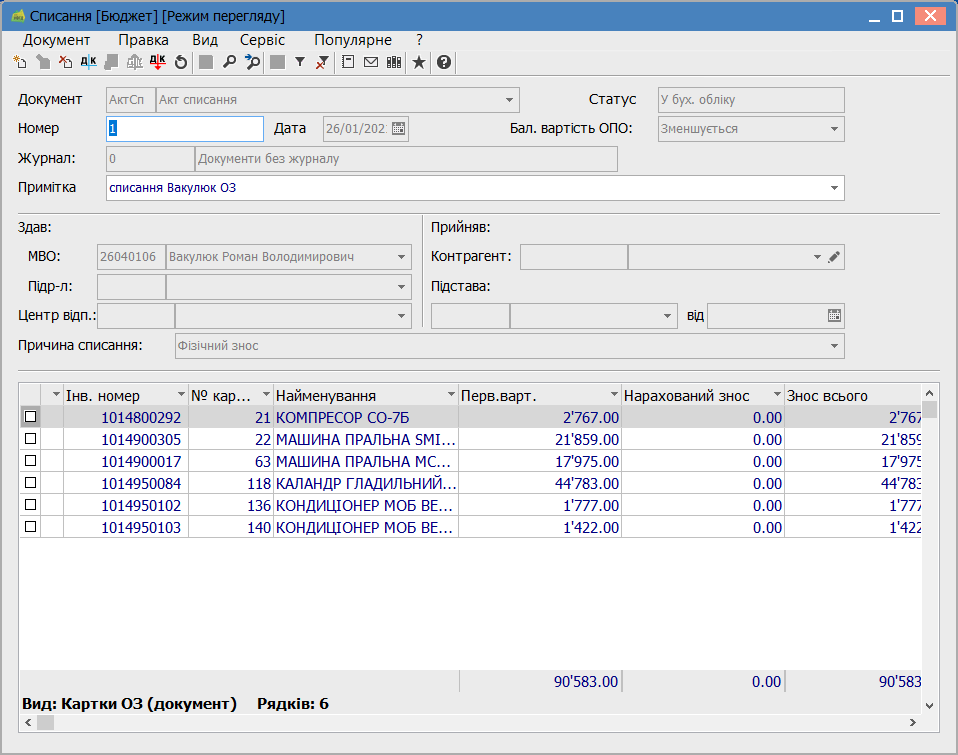 Списання [Бюджет] [Режим перегляду]
Документ Правка Вид Сервіс Популярне ?
Документ АктСп Акт списання Статус У бух. обліку
Номер 1 Дата 26/01/202 Бал. вартість ОПО: Зменшується
Журнал: 0 Документи без журналу
Примітка списання Вакулюк ОЗ
Здав: Прийняв:
МВО: 26040106 Вакулюк Роман Володимирович Контрагент:
Підр-л: Підстава:
Центр відп.: від
Причина списання: Фізічний знос
Інв. номер № кар... Найменування Перв.варт. Нарахований знос Знос всього
1014800292 21 КОМПРЕСОР СО-7Б 2'767.00 0.00 2'767
1014900305 22 МАШИНА ПРАЛЬНА SMI... 21'859.00 0.00 21'859
1014900017 63 МАШИНА ПРАЛЬНА МС... 17'975.00 0.00 17'975
1014950084 118 КАЛАНДР ГЛАДИЛЬНИЙ... 44'783.00 0.00 44'783
1014950102 136 КОНДИЦІОНЕР МОБ ВЕ... 1'777.00 0.00 1'777
1014950103 140 КОНДИЦІОНЕР МОБ ВЕ... 1'422.00 0.00 1'422
90'583.00 0.00 90'583
Вид: Картки ОЗ (документ) Рядків: 6